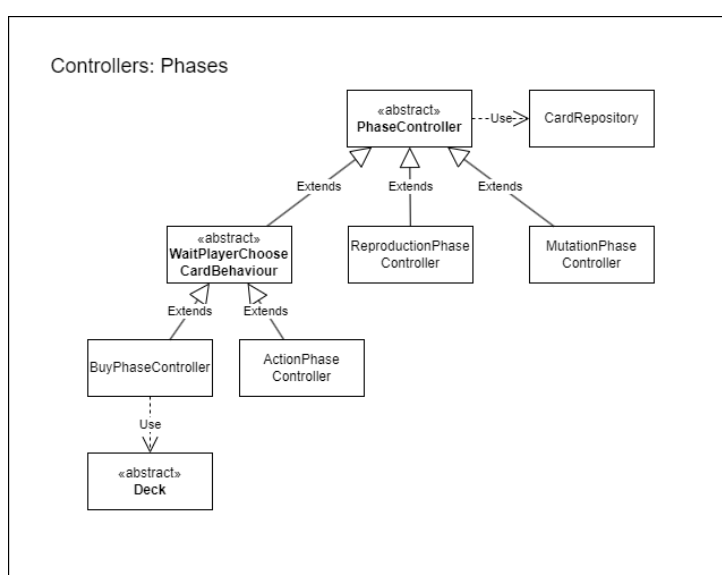 Controllers: Phases
«abstract»
PhaseController
Use
CardRepository
Extends
Extends
Extends
«abstract»
WaitPlayerChoose
CardBehaviour
ReproductionPhase
Controller
MutationPhase
Controller
Extends
Extends
BuyPhaseController
ActionPhase
Controller
Use
«abstract»
Deck